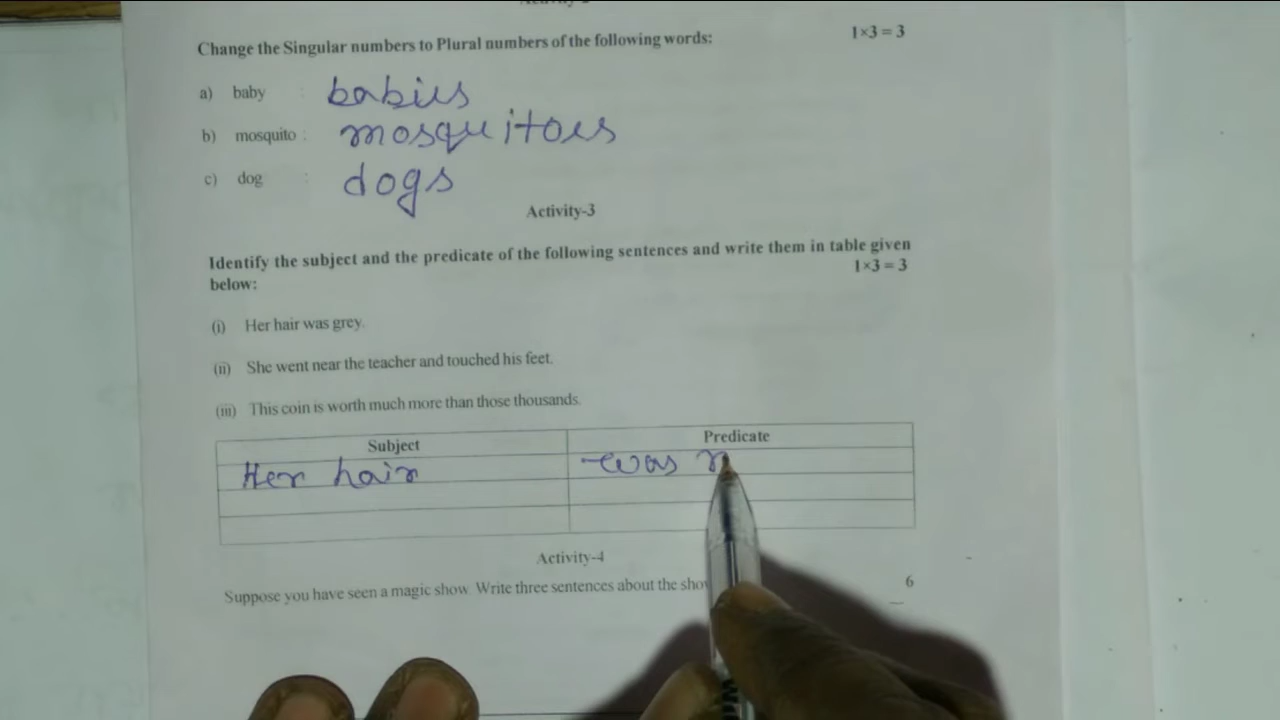 Change the Singular numbers to Plural numbers of the following words: 1×3 = 3
a) baby : babies
b) mosquito : mosquitoes
c) dog : dogs
Activity-3
Identify the subject and the predicate of the following sentences and write them in table given
below: 1×3 = 3
(i) Her hair was grey.
(ii) She went near the teacher and touched his feet.
(iii) This coin is worth much more than those thousands.
Subject Predicate
Her hair was
Activity-4
Suppose you have seen a magic show. Write three sentences about the 6